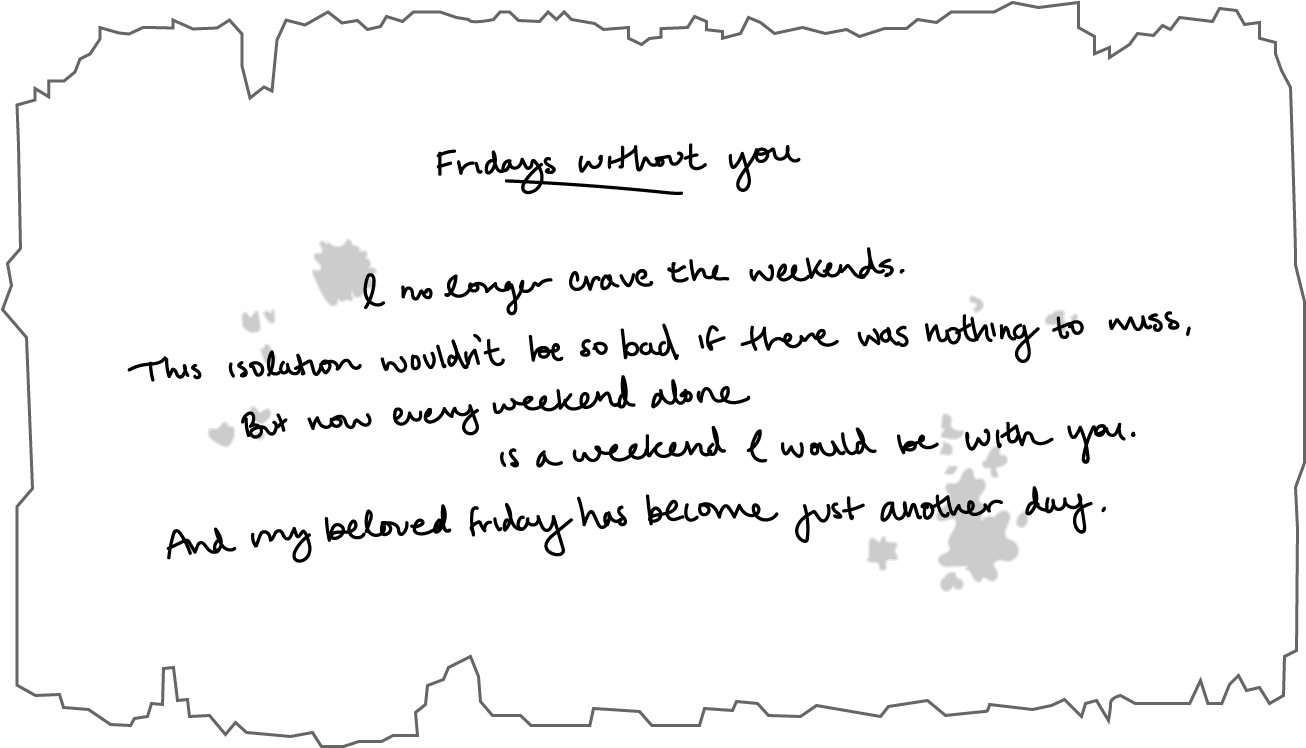 Fridays without you
I no longer crave the weekends.
This isolation wouldn't be so bad if there was nothing to miss,
But now every weekend alone
is a weekend I would be with you.
And my beloved Friday has become just another day.